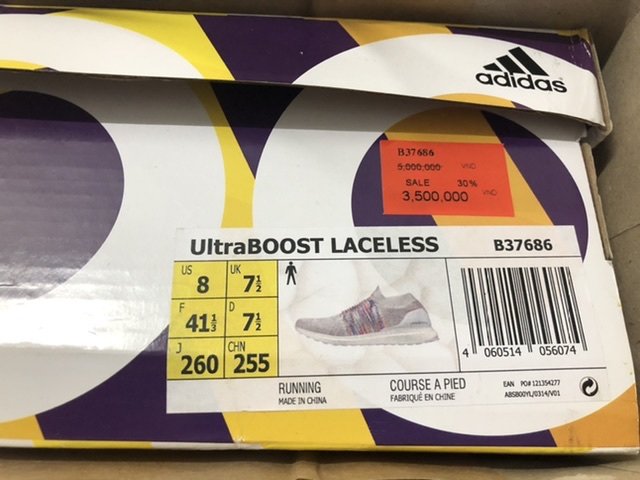 adidas
B37686
5,000,000 VND
SALE 30%
3,500,000 VND
UltraBOOST LACELESS B37686
US 8 UK 7½
F 41⅓ D 7½
J 260 CHN 255
4 060514 056074
RUNNING COURSE A PIED
MADE IN CHINA FABRIQUÉ EN CHINE
EAN PO# 121354277
ABSB00YL/0314/V01